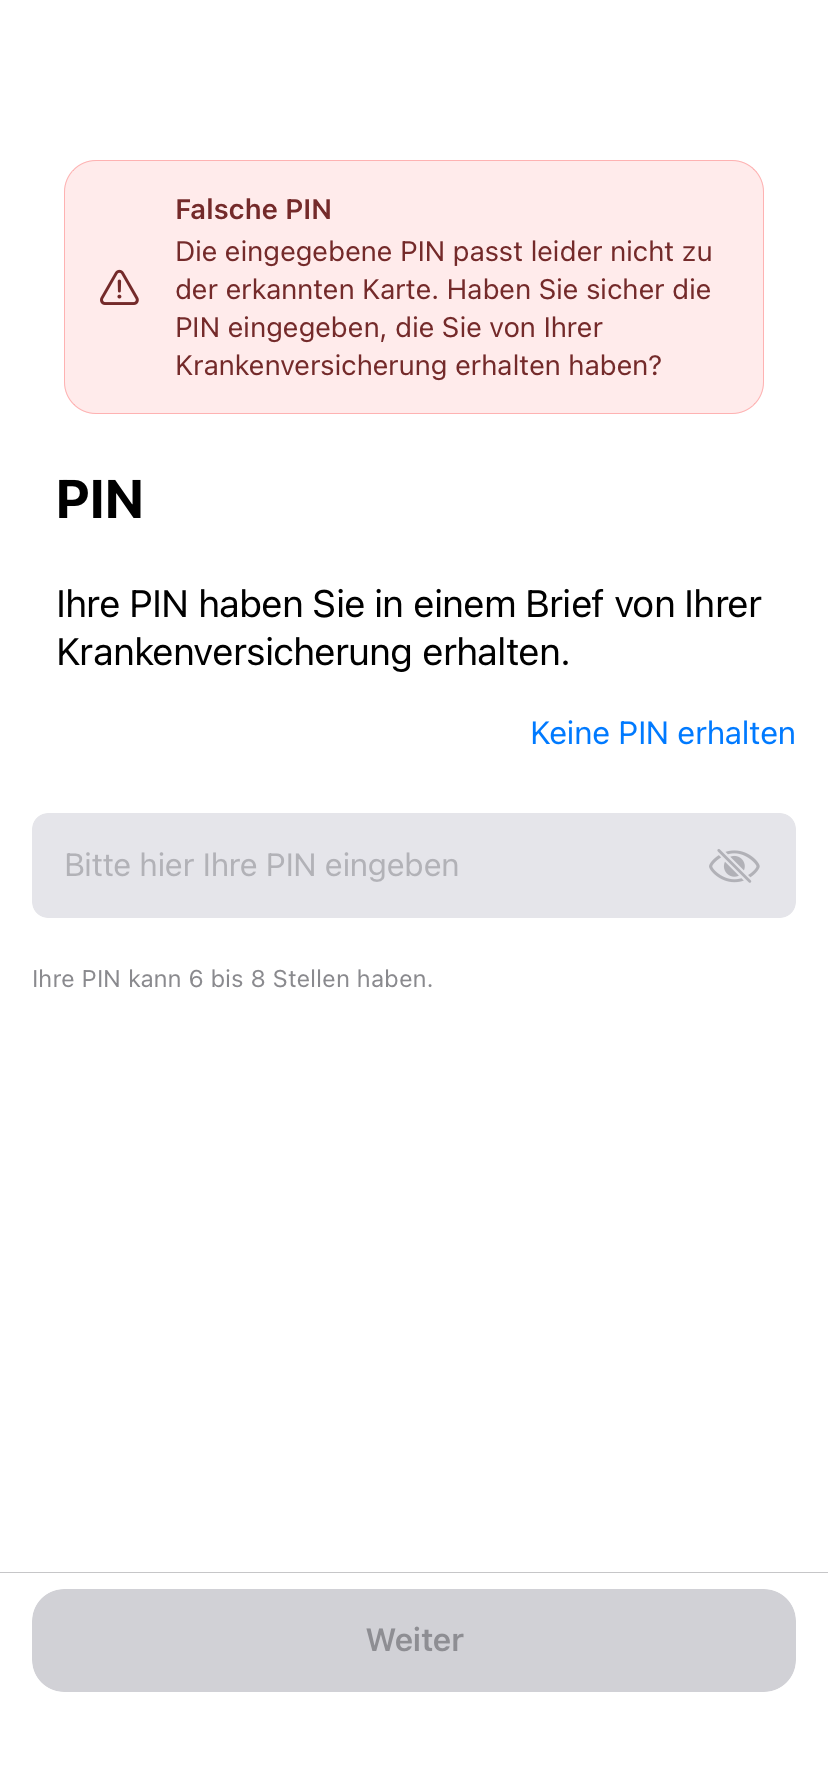 Falsche PIN
Die eingegebene PIN passt leider nicht zu
der erkannten Karte. Haben Sie sicher die
PIN eingegeben, die Sie von Ihrer
Krankenversicherung erhalten haben?
PIN
Ihre PIN haben Sie in einem Brief von Ihrer
Krankenversicherung erhalten.
Keine PIN erhalten
Bitte hier Ihre PIN eingeben
Ihre PIN kann 6 bis 8 Stellen haben.
Weiter